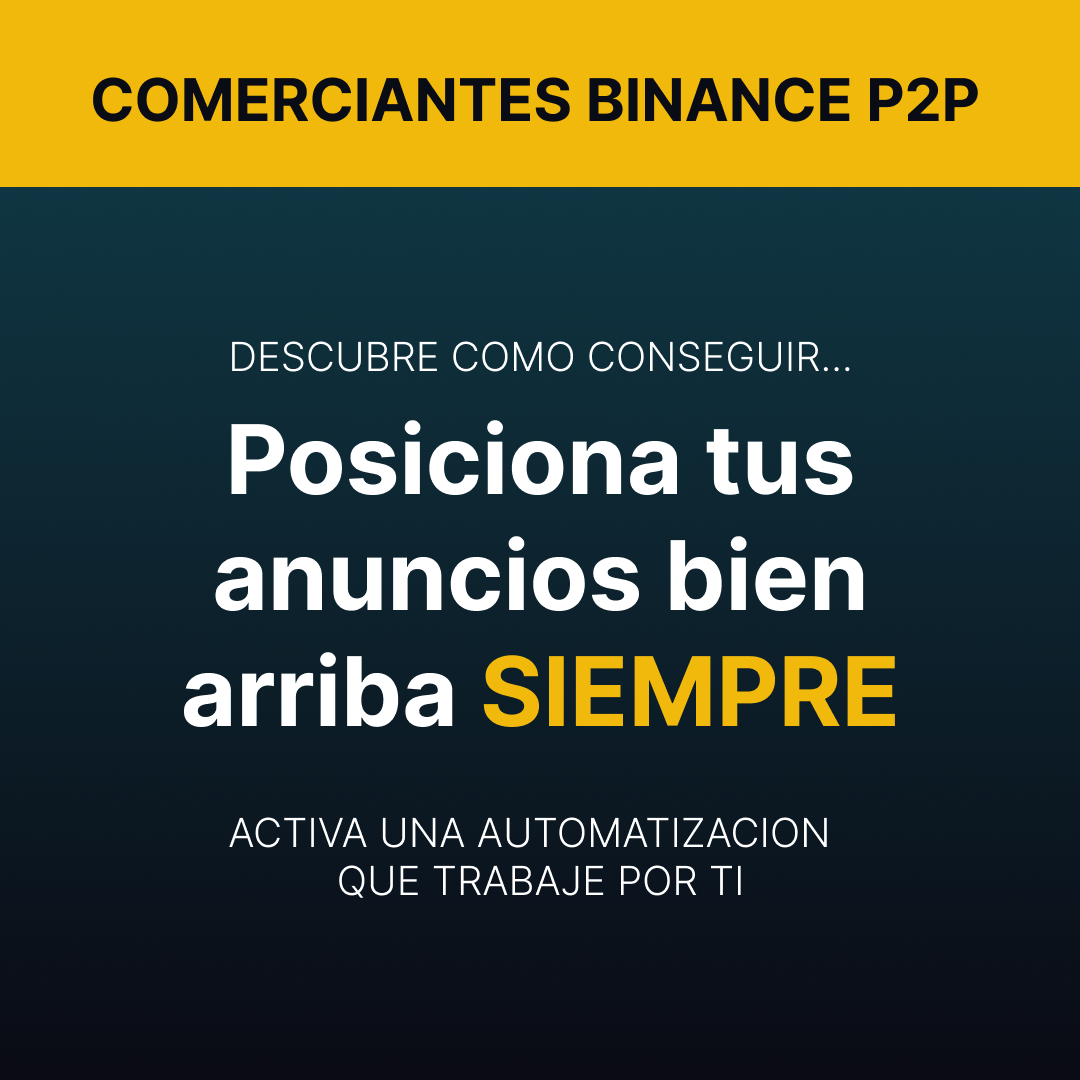 COMERCIANTES BINANCE P2P
DESCUBRE COMO CONSEGUIR...
Posiciona tus
anuncios bien
arriba SIEMPRE
ACTIVA UNA AUTOMATIZACION
QUE TRABAJE POR TI